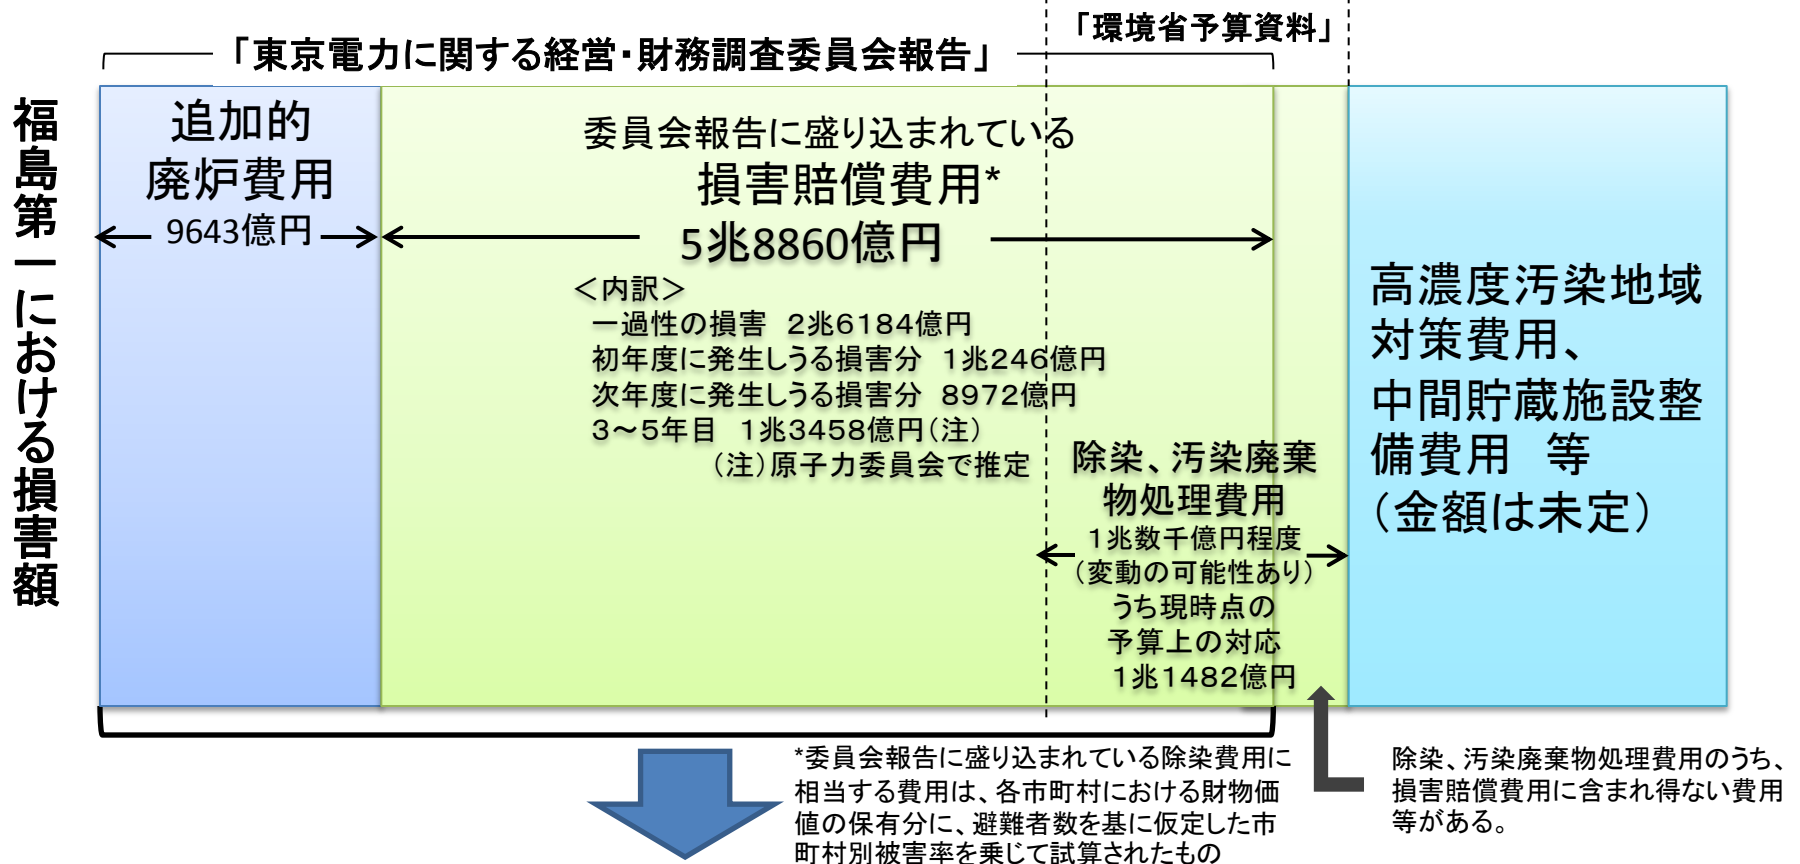 「環境省予算資料」
「東京電力に関する経営・財務調査委員会報告」
福島第一における損害額
追加的
廃炉費用
9643億円
委員会報告に盛り込まれている
損害賠償費用*
5兆8860億円
＜内訳＞
一過性の損害　2兆6184億円
初年度に発生しうる損害分　1兆246億円
次年度に発生しうる損害分　8972億円
3～5年目　1兆3458億円（注）
（注）原子力委員会で推定
除染、汚染廃棄
物処理費用
1兆数千億円程度
（変動の可能性あり）
うち現時点の
予算上の対応
1兆1482億円
高濃度汚染地域
対策費用、
中間貯蔵施設整
備費用　等
（金額は未定）
*委員会報告に盛り込まれている除染費用に
相当する費用は、各市町村における財物価
値の保有分に、避難者数を基に仮定した市
町村別被害率を乗じて試算されたもの
除染、汚染廃棄物処理費用のうち、
損害賠償費用に含まれ得ない費用
等がある。